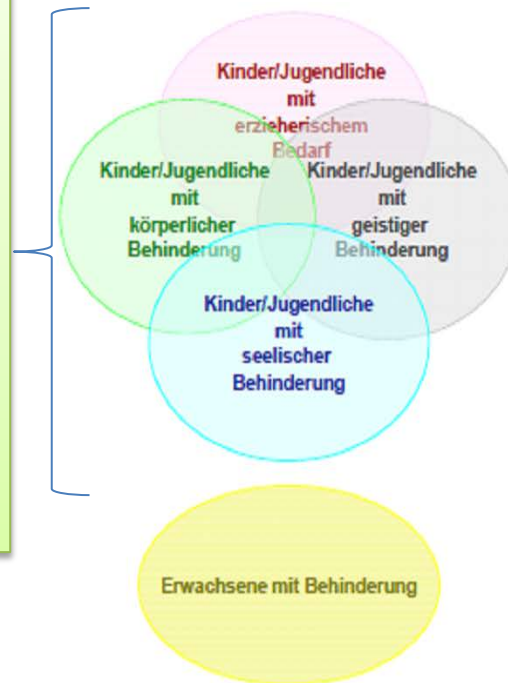 Kinder/Jugendliche
mit
erzieherischem
Bedarf
Kinder/Jugendliche
mit
körperlicher
Behinderung
Kinder/Jugendliche
mit
geistiger
Behinderung
Kinder/Jugendliche
mit
seelischer
Behinderung
Erwachsene mit Behinderung